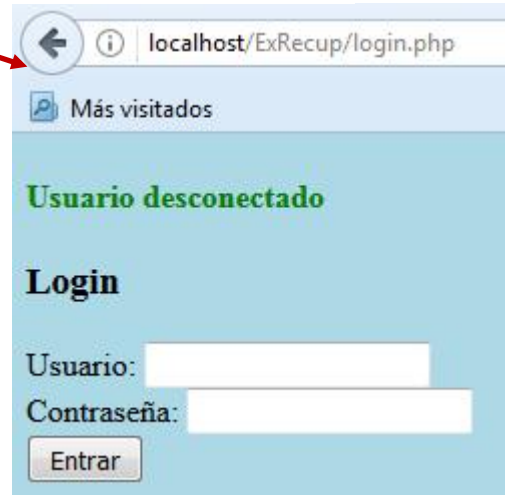 localhost/ExRecup/login.php
Más visitados
Usuario desconectado
Login
Usuario:
Contraseña:
Entrar